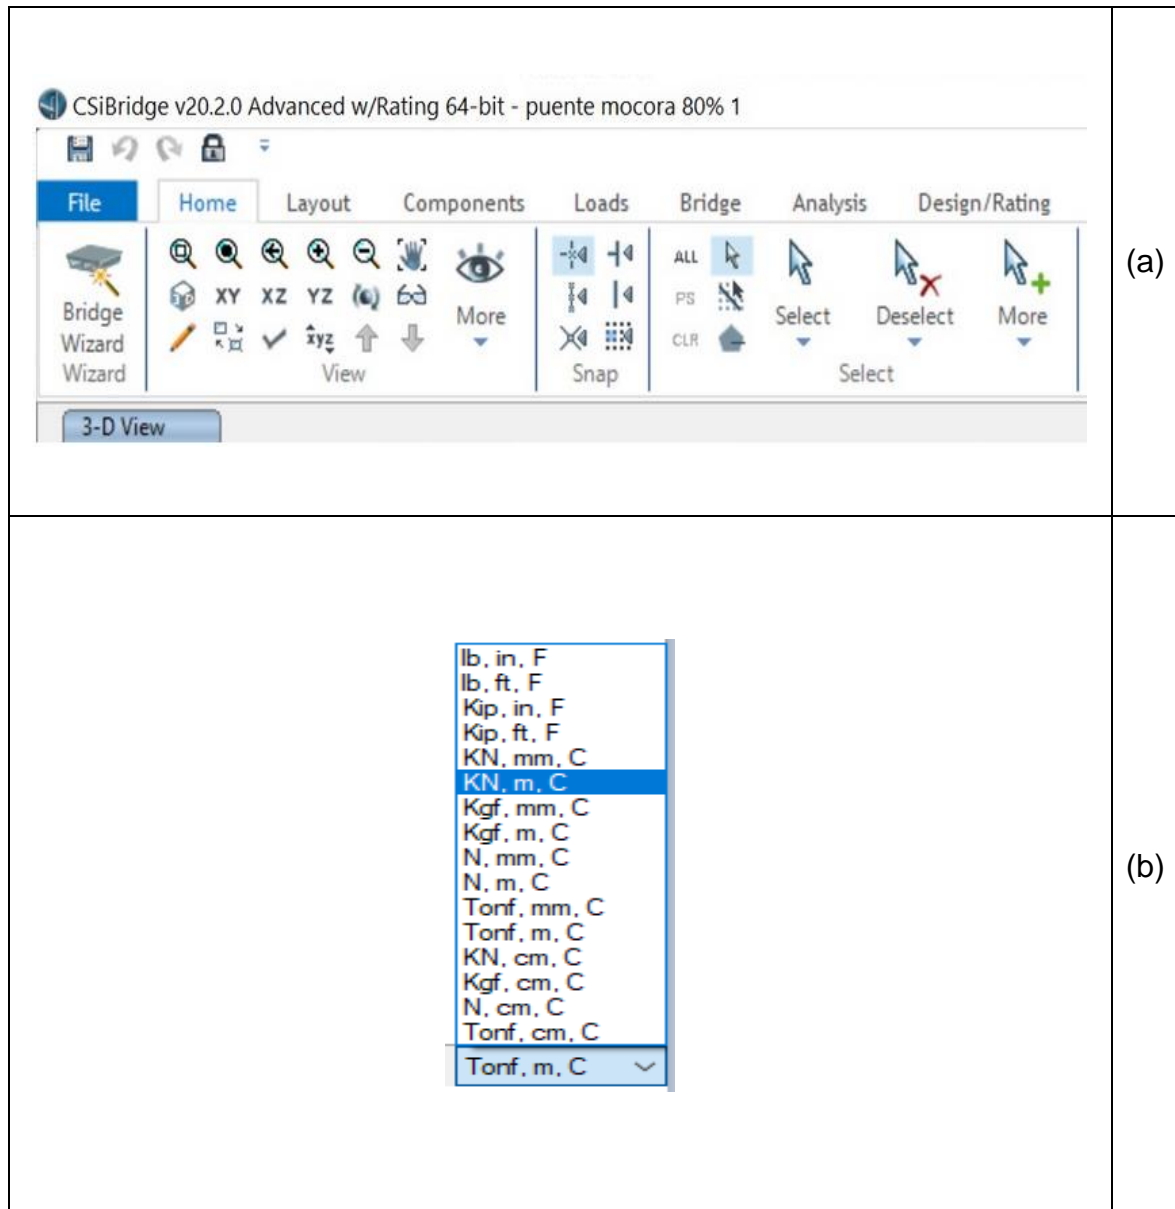 CSiBridge v20.2.0 Advanced w/Rating 64-bit - puente mocora 80% 1
File Home Layout Components Loads Bridge Analysis Design/Rating
Bridge
Wizard
Wizard
XY XZ YZ
xyz
More
View
Snap
ALL
PS
CLR
Select
Deselect
More
Select
3-D View
(a)
lb, in, F
lb, ft, F
Kip, in, F
Kip, ft, F
KN, mm, C
KN, m, C
Kgf, mm, C
Kgf, m, C
N, mm, C
N, m, C
Tonf, mm, C
Tonf, m, C
KN, cm, C
Kgf, cm, C
N, cm, C
Tonf, cm, C
Tonf, m, C
(b)